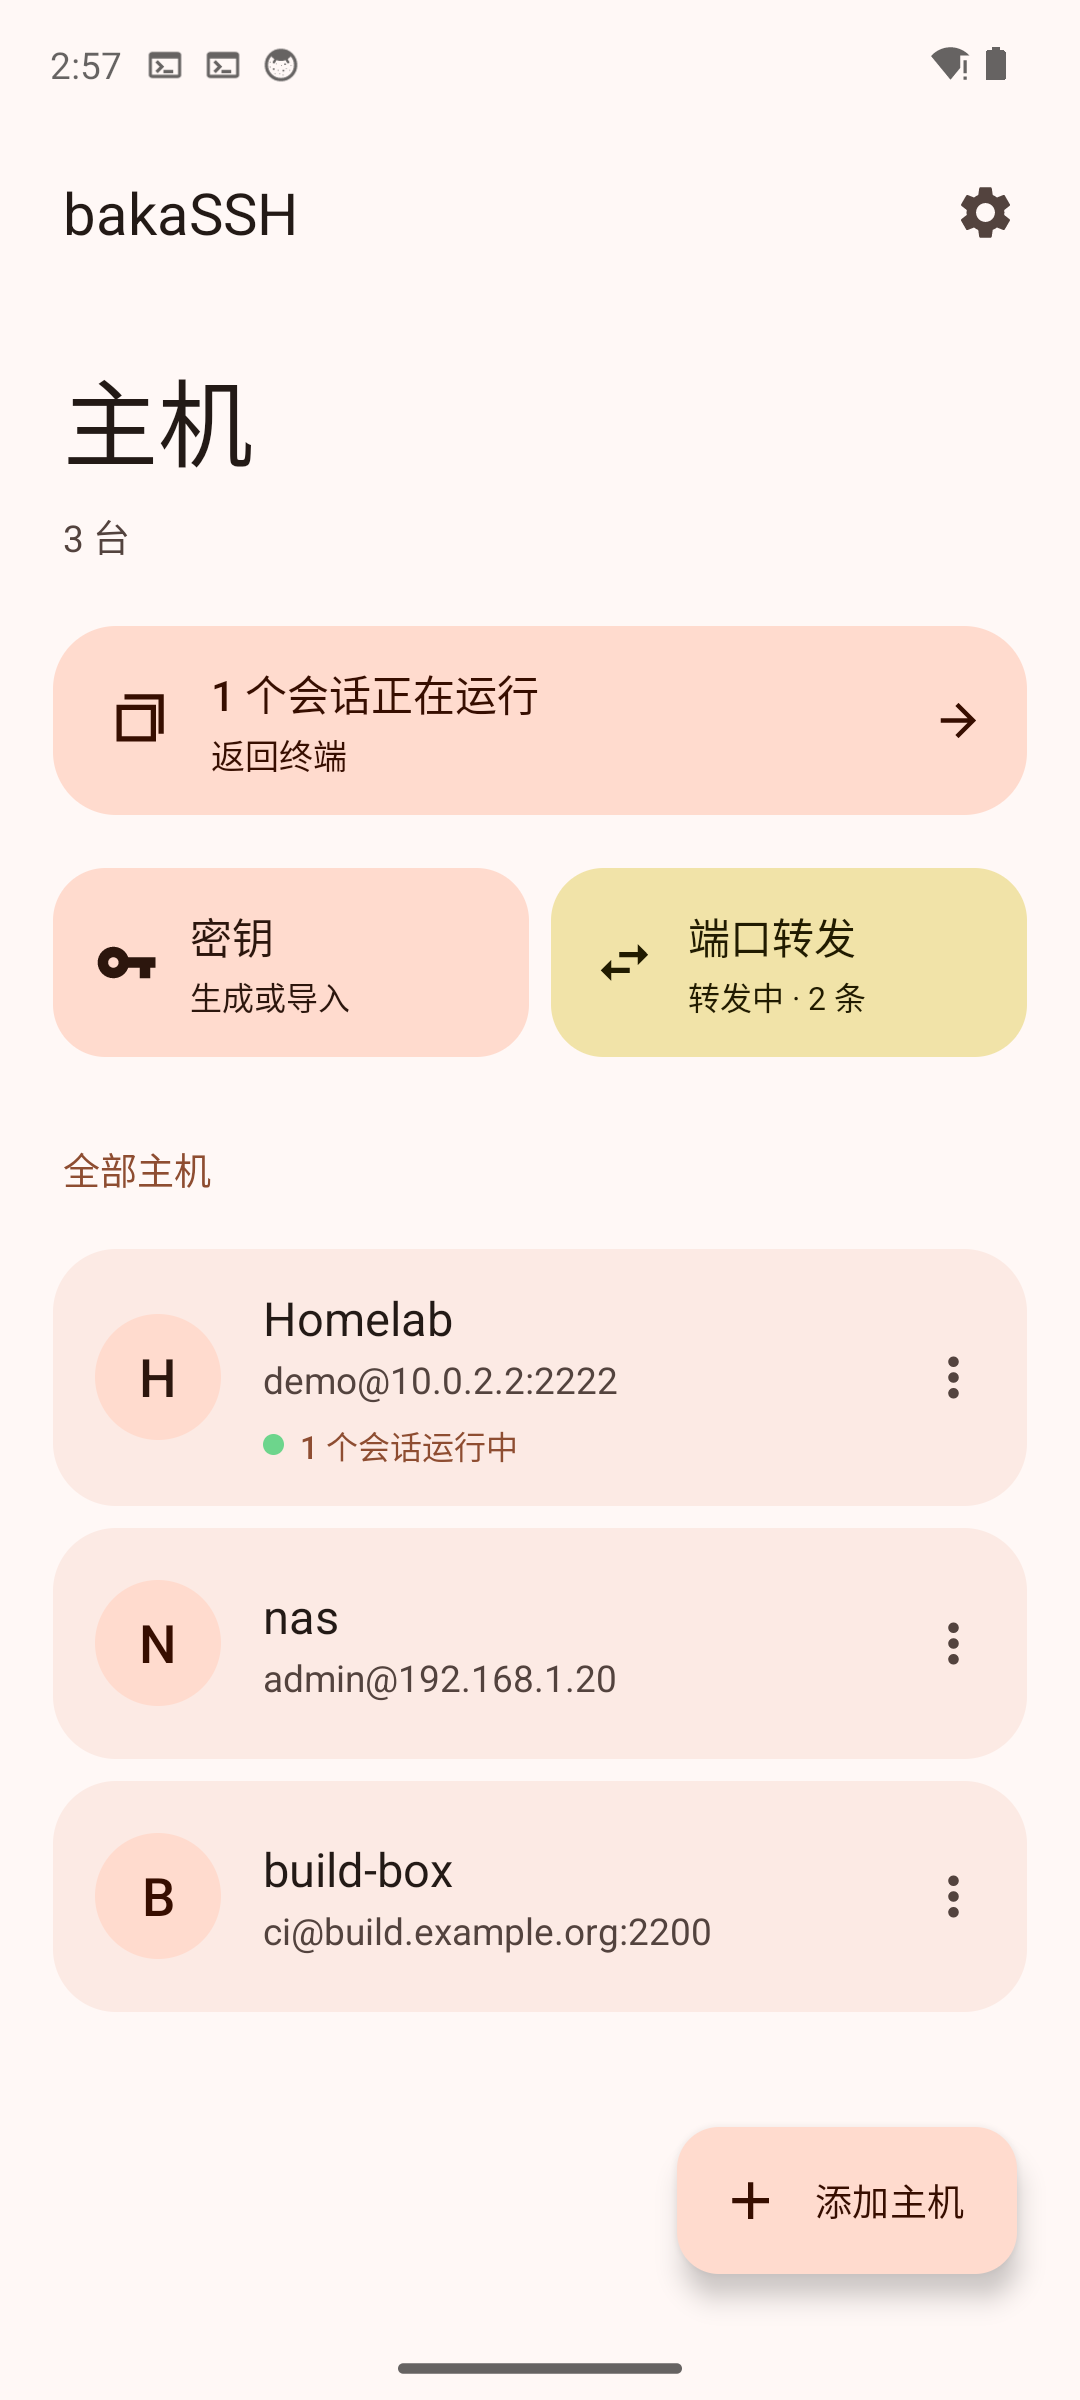 2:57
bakaSSH
主机
3 台
1 个会话正在运行
返回终端
密钥
生成或导入
端口转发
转发中 · 2 条
全部主机
H
Homelab
demo@10.0.2.2:2222
1 个会话运行中
N
nas
admin@192.168.1.20
B
build-box
ci@build.example.org:2200
添加主机